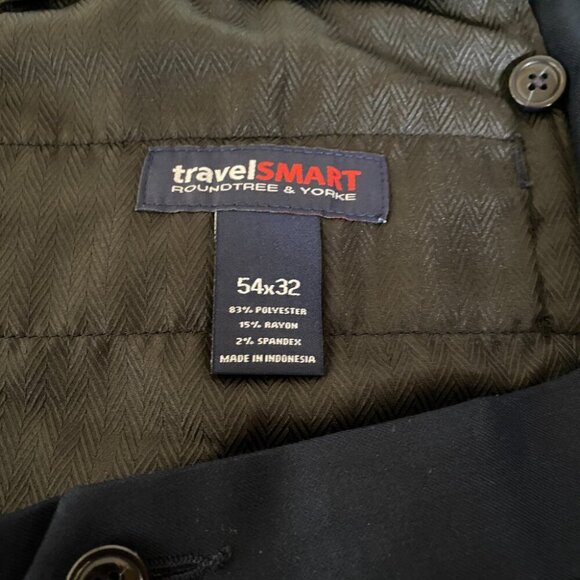 travelSMART
ROUNDTREE & YORKE
54x32
83% POLYESTER
15% RAYON
2% SPANDEX
MADE IN INDONESIA